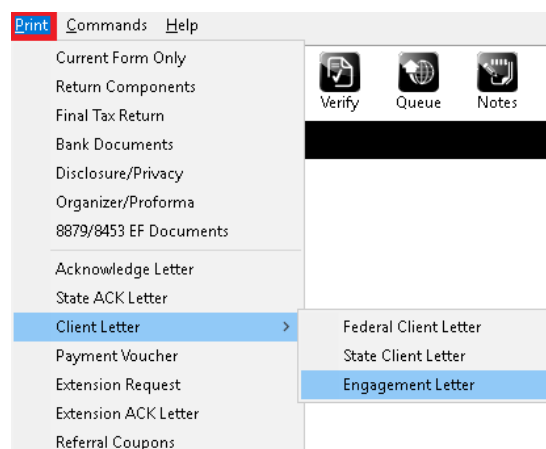 Print Commands Help
Current Form Only
Return Components
Final Tax Return
Bank Documents
Disclosure/Privacy
Organizer/Proforma
8879/8453 EF Documents
Acknowledge Letter
State ACK Letter
Client Letter >
Payment Voucher
Extension Request
Extension ACK Letter
Referral Coupons
Verify Queue Notes
Federal Client Letter
State Client Letter
Engagement Letter